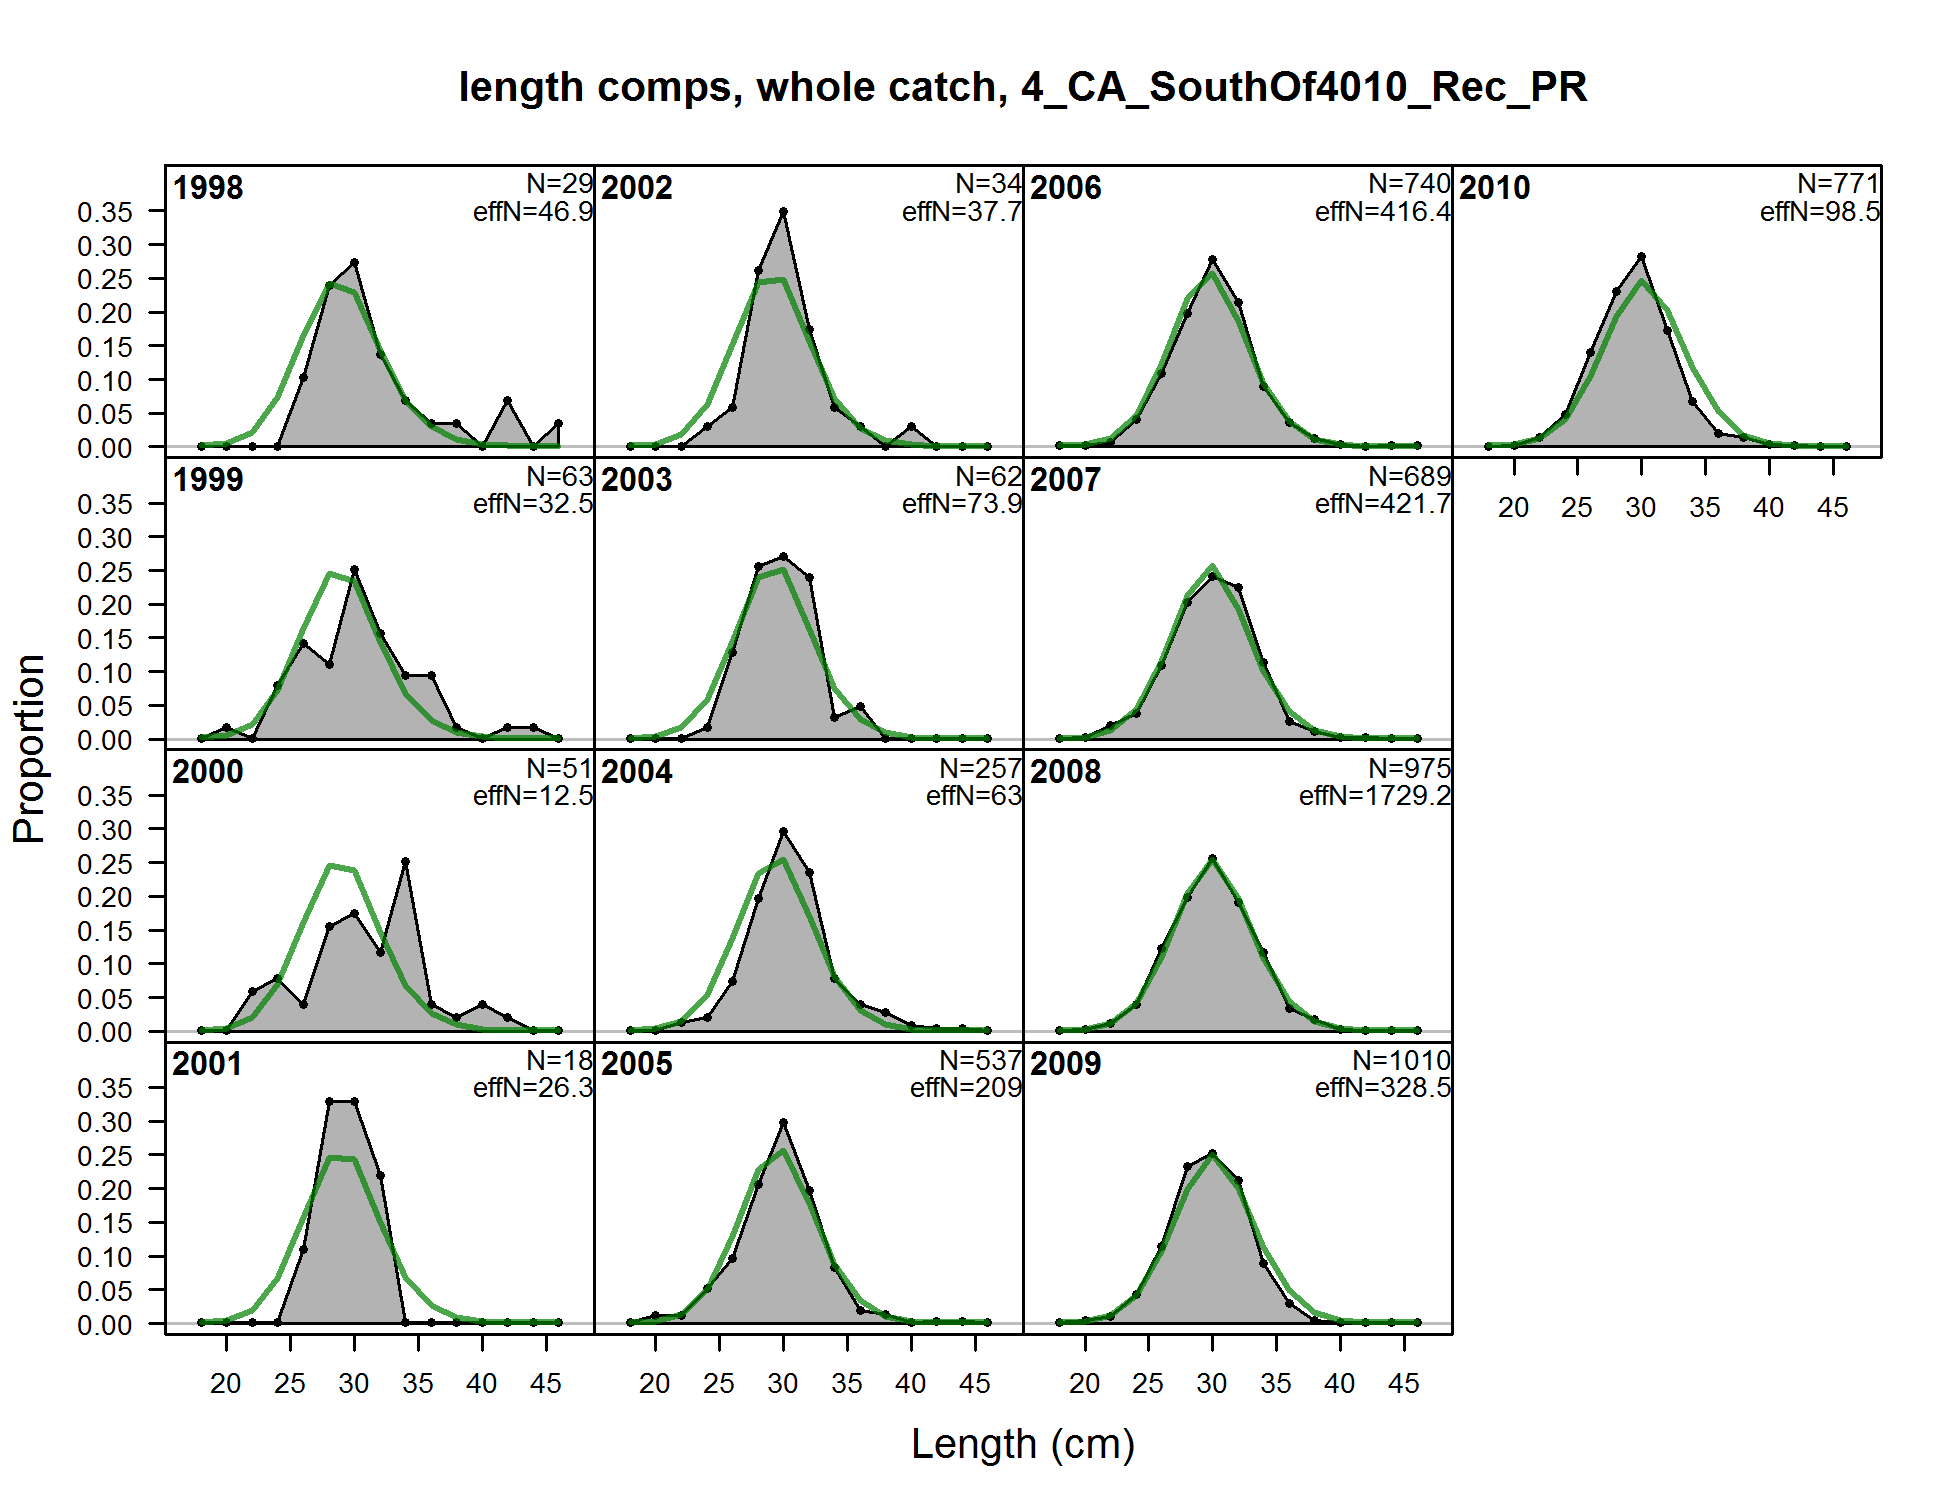 length comps, whole catch, 4_CA_SouthOf4010_Rec_PR
1998 N=29
effN=46.9
2002 N=34
effN=37.7
2006 N=740
effN=416.4
2010 N=771
effN=98.5
0.35
0.30
0.25
0.20
0.15
0.10
0.05
0.00
20 25 30 35 40 45
1999 N=63
effN=32.5
2003 N=62
effN=73.9
2007 N=689
effN=421.7
0.35
0.30
0.25
0.20
0.15
0.10
0.05
0.00
2000 N=51
effN=12.5
2004 N=257
effN=63
2008 N=975
effN=1729.2
0.35
0.30
0.25
0.20
0.15
0.10
0.05
0.00
2001 N=18
effN=26.3
2005 N=537
effN=209
2009 N=1010
effN=328.5
0.35
0.30
0.25
0.20
0.15
0.10
0.05
0.00
20 25 30 35 40 45
20 25 30 35 40 45
20 25 30 35 40 45
Proportion
Length (cm)